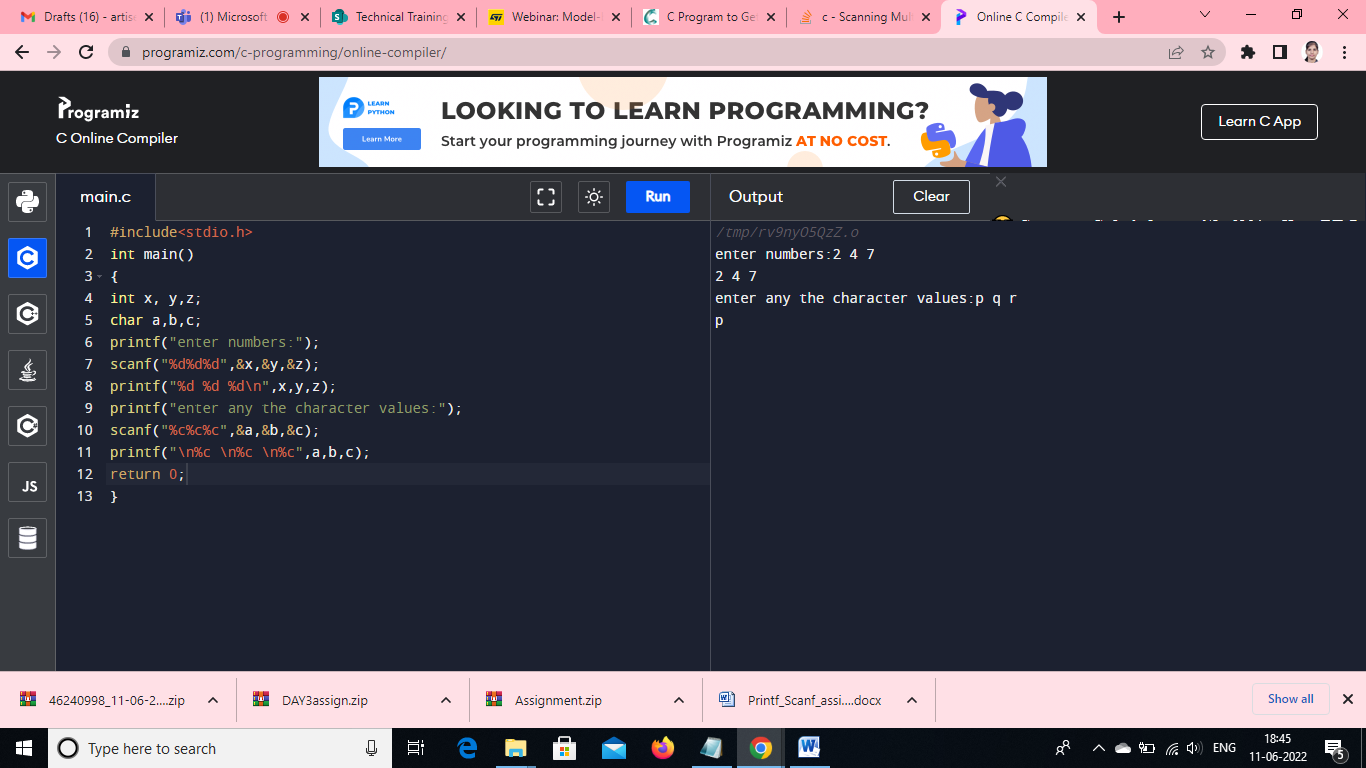 Drafts (16) - artis
(1) Microsoft
Technical Training
Webinar: Model-
C Program to Ge
c - Scanning Mul
Online C Compile
programiz.com/c-programming/online-compiler/
Programiz
C Online Compiler
LEARN
PYTHON
Learn More
LOOKING TO LEARN PROGRAMMING?
Start your programming journey with Programiz AT NO COST.
Learn C App
main.c
Run
Output
Clear
1 #include<stdio.h>
2 int main()
3 {
4 int x, y,z;
5 char a,b,c;
6 printf("enter numbers:");
7 scanf("%d%d%d",&x,&y,&z);
8 printf("%d %d %d\n",x,y,z);
9 printf("enter any the character values:");
10 scanf("%c%c%c",&a,&b,&c);
11 printf("\n%c \n%c \n%c",a,b,c);
12 return 0;
13 }
JS
/tmp/rv9nyO5QzZ.o
enter numbers:2 4 7
2 4 7
enter any the character values:p q r
p
46240998_11-06-2....zip
DAY3assign.zip
Assignment.zip
Printf_Scanf_assi....docx
Show all
Type here to search
ENG
18:45
11-06-2022
5